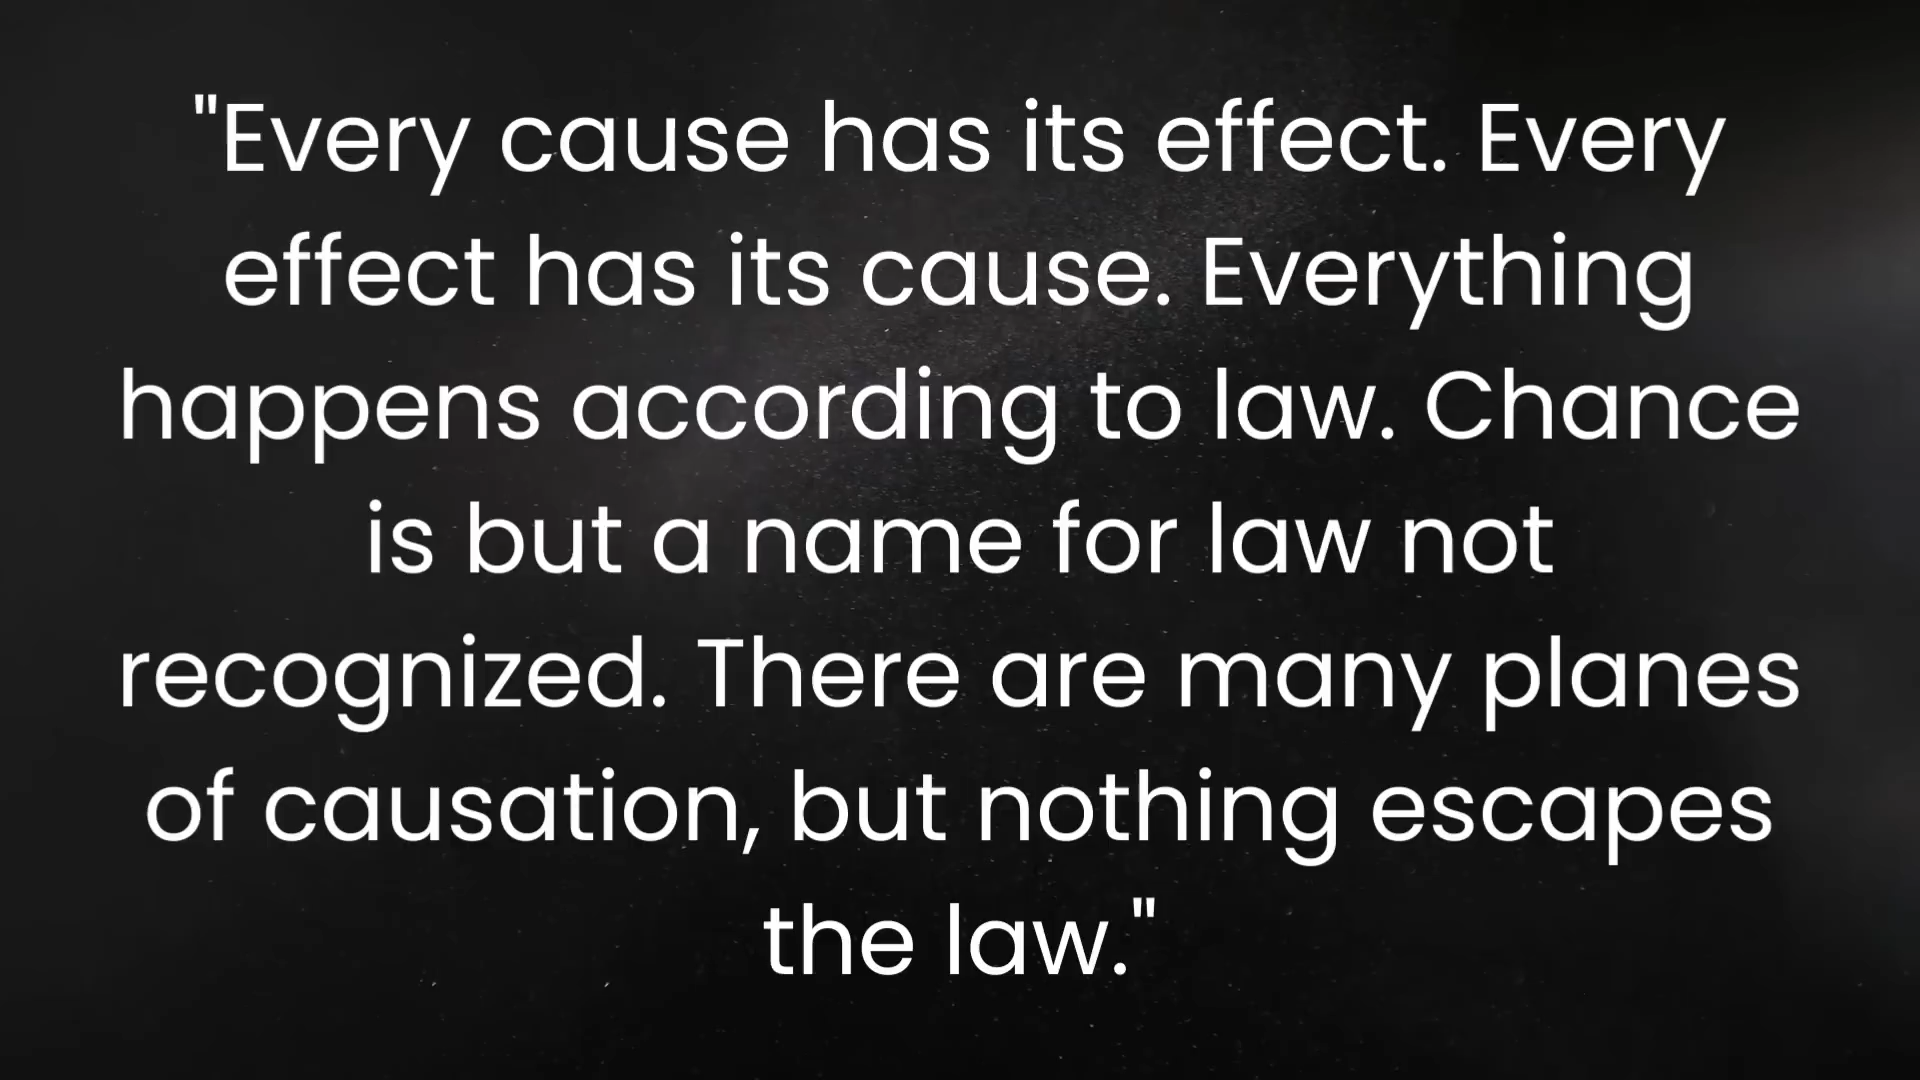 "Every cause has its effect. Every
effect has its cause. Everything
happens according to law. Chance
is but a name for law not
recognized. There are many planes
of causation, but nothing escapes
the law."